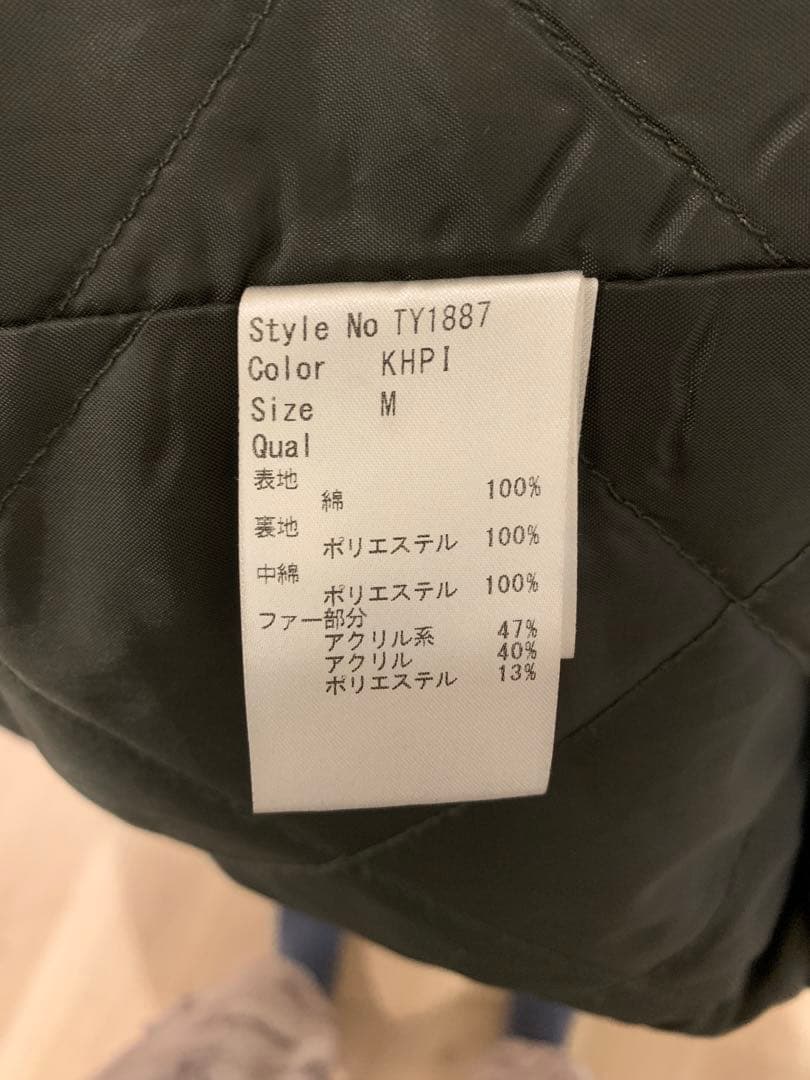 Style No TY1887
Color KHPI
Size M
Qual
表地
綿 100%
裏地
ポリエステル 100%
中綿
ポリエステル 100%
ファー部分
アクリル系 47%
アクリル 40%
ポリエステル 13%